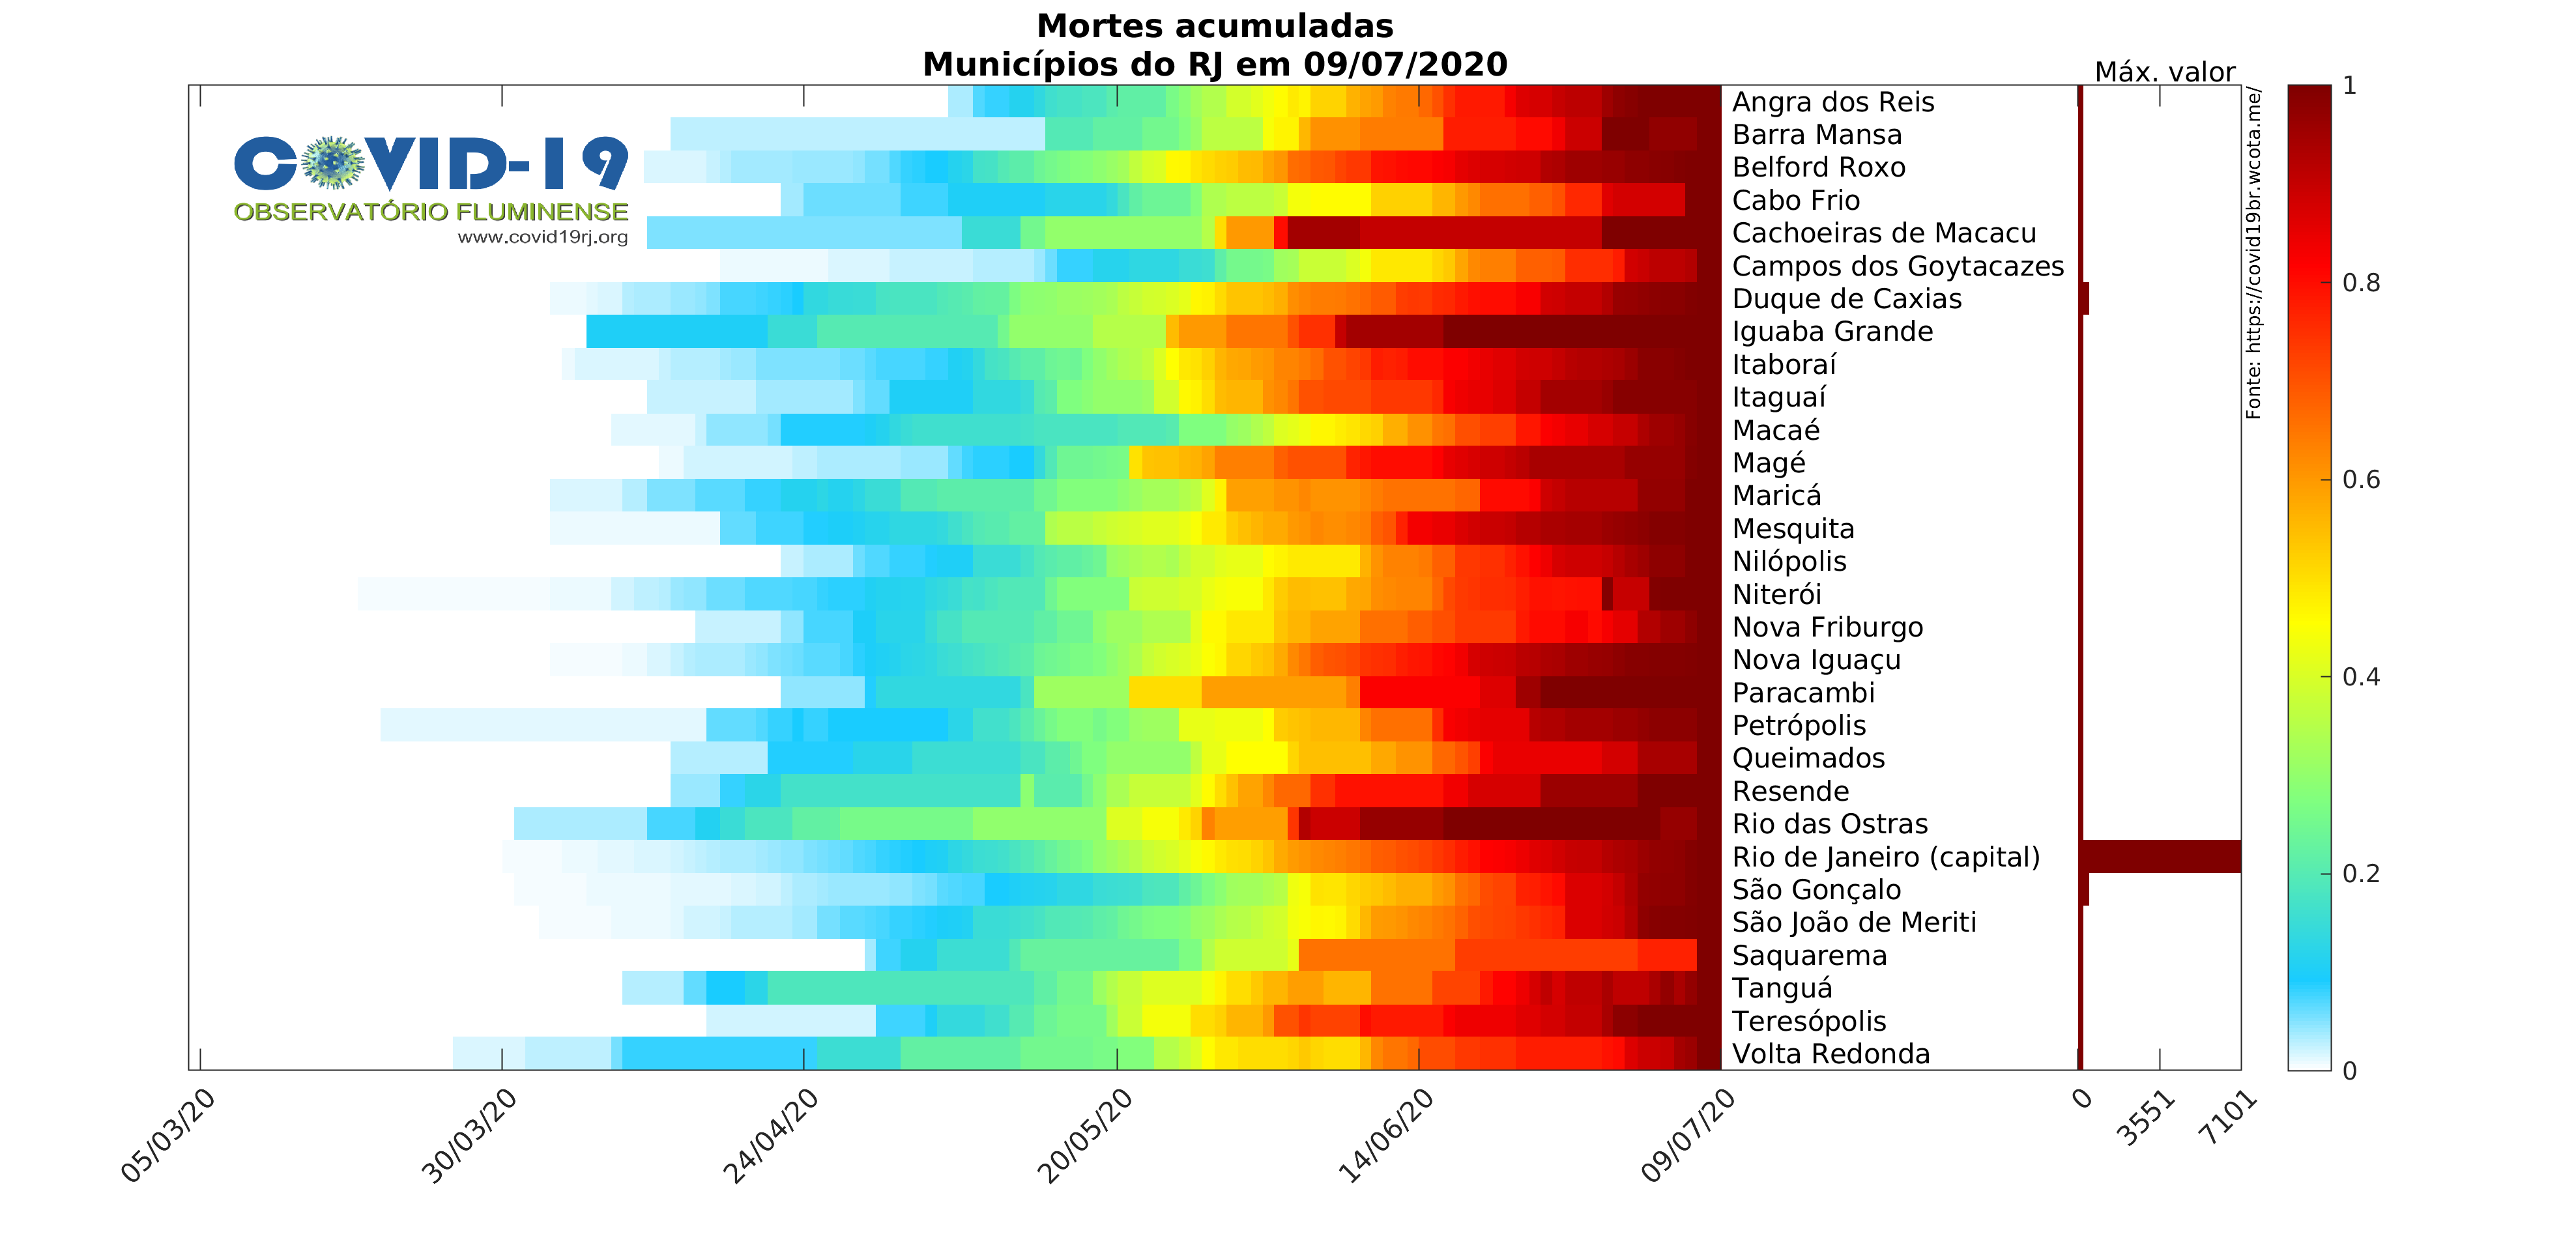 Mortes acumuladas
Municípios do RJ em 09/07/2020
Máx. valor
COVID-19
OBSERVATÓRIO FLUMINENSE
www.covid19rj.org
Angra dos Reis
Barra Mansa
Belford Roxo
Cabo Frio
Cachoeiras de Macacu
Campos dos Goytacazes
Duque de Caxias
Iguaba Grande
Itaboraí
Itaguaí
Macaé
Magé
Maricá
Mesquita
Nilópolis
Niterói
Nova Friburgo
Nova Iguaçu
Paracambi
Petrópolis
Queimados
Resende
Rio das Ostras
Rio de Janeiro (capital)
São Gonçalo
São João de Meriti
Saquarema
Tanguá
Teresópolis
Volta Redonda
Fonte: https://covid19br.wcota.me/
1
0.8
0.6
0.4
0.2
0
05/03/20
30/03/20
24/04/20
20/05/20
14/06/20
09/07/20
0
3551
7101